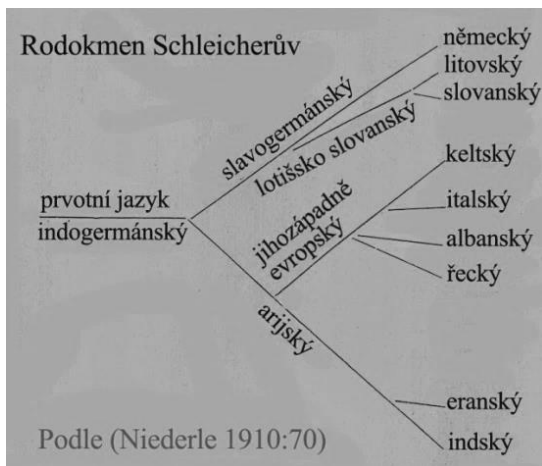 Rodokmen Schleicherův
německý
litovský
slovanský
slavogermánský
lotišsko slovanský
keltský
italský
albanský
řecký
prvotní jazyk
indogermánský
jihozápadně
evropský
arijský
eranský
indský
Podle (Niederle 1910:70)